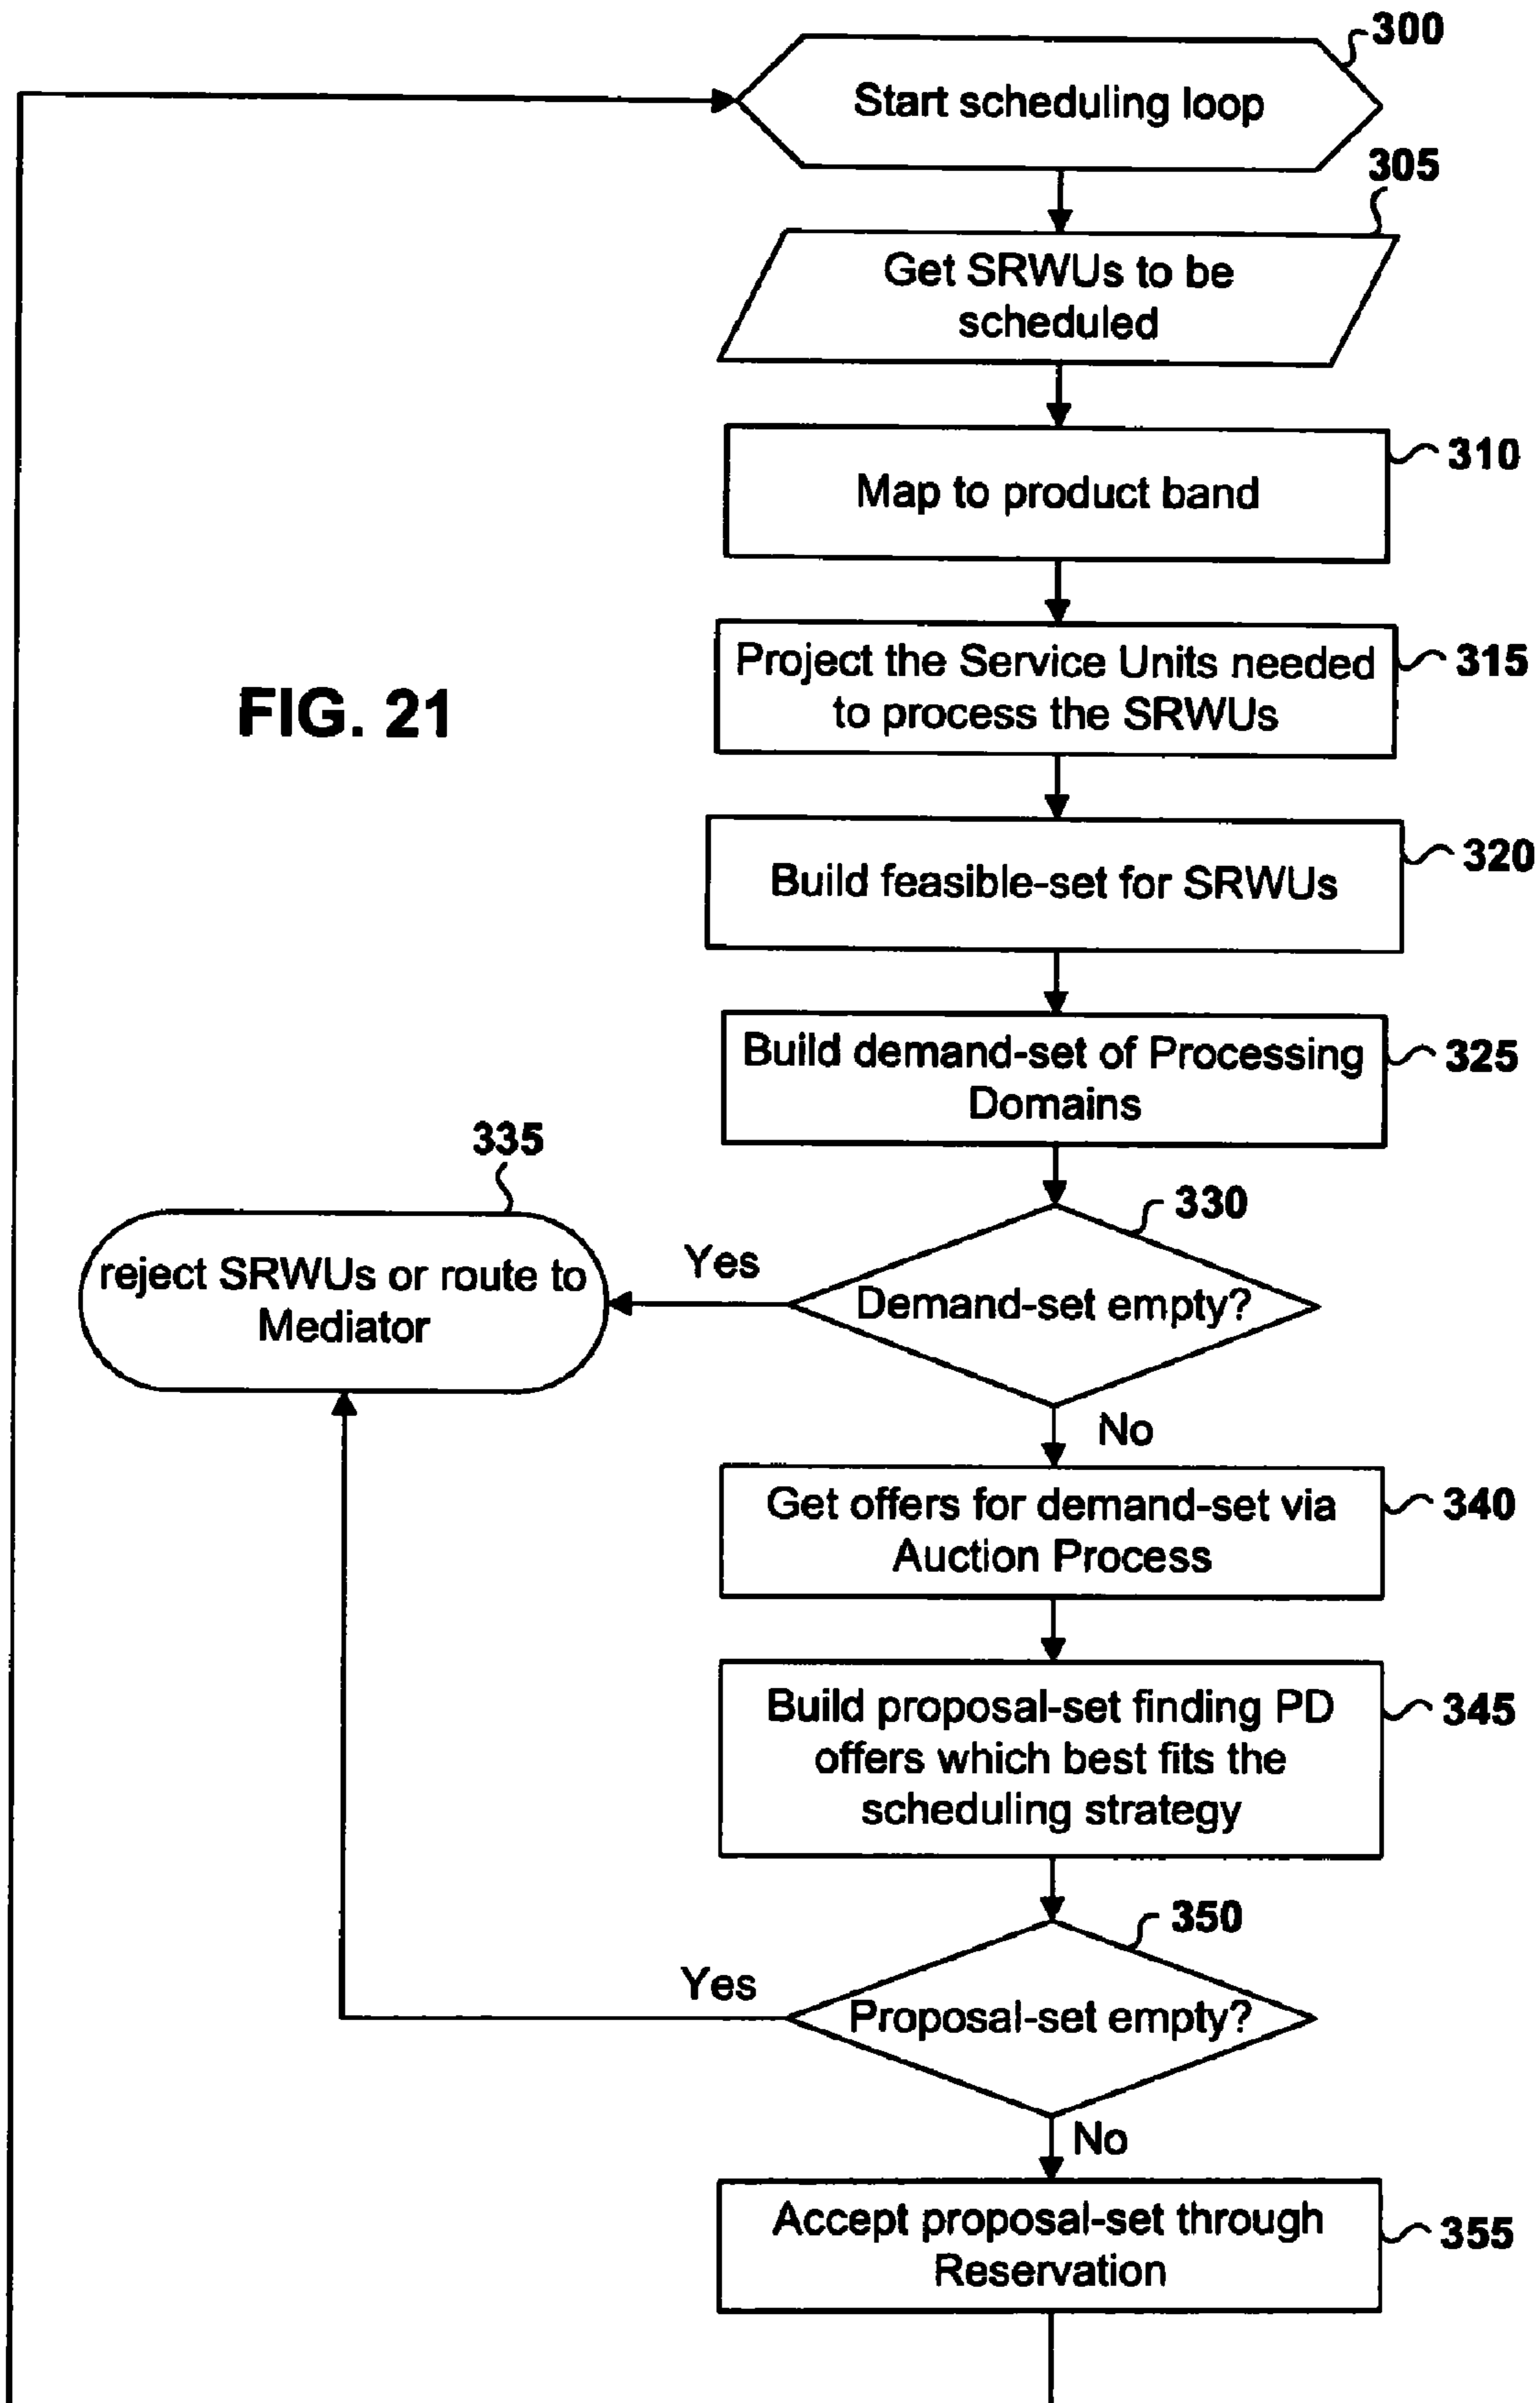 300
Start scheduling loop
305
Get SRWUs to be
scheduled
310
Map to product band
Project the Service Units needed
to process the SRWUs
315
FIG. 21
320
Build feasible-set for SRWUs
Build demand-set of Processing
Domains
325
335
330
reject SRWUs or route to
Mediator
Yes
Demand-set empty?
No
Get offers for demand-set via
Auction Process
340
Build proposal-set finding PD
offers which best fits the
scheduling strategy
345
350
Yes
Proposal-set empty?
No
Accept proposal-set through
Reservation
355